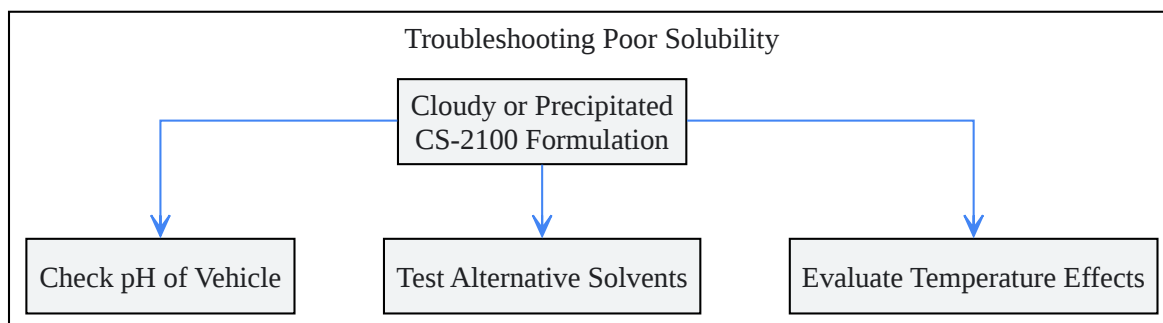 Troubleshooting Poor Solubility
Cloudy or Precipitated
CS-2100 Formulation
Check pH of Vehicle
Test Alternative Solvents
Evaluate Temperature Effects